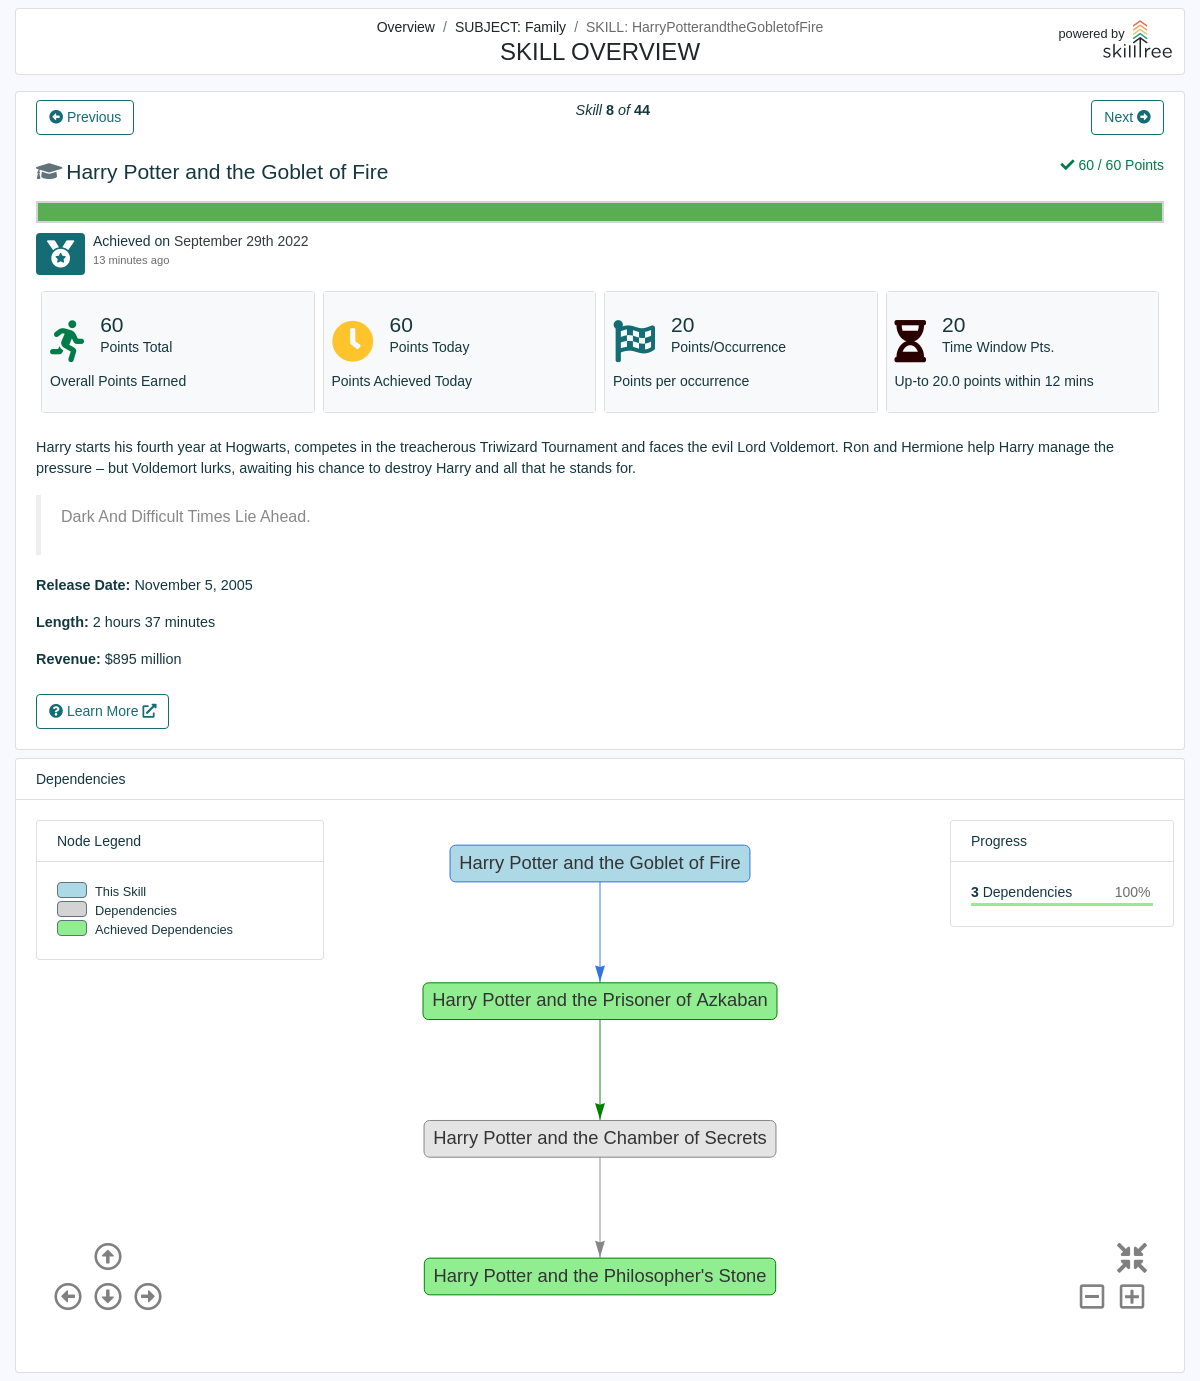 Overview / SUBJECT: Family / SKILL: HarryPotterandtheGobletofFire
SKILL OVERVIEW
powered by
skilltree
Previous
Skill 8 of 44
Next
Harry Potter and the Goblet of Fire
60 / 60 Points
Achieved on September 29th 2022
13 minutes ago
60
Points Total
Overall Points Earned
60
Points Today
Points Achieved Today
20
Points/Occurrence
Points per occurrence
20
Time Window Pts.
Up-to 20.0 points within 12 mins
Harry starts his fourth year at Hogwarts, competes in the treacherous Triwizard Tournament and faces the evil Lord Voldemort. Ron and Hermione help Harry manage the
pressure – but Voldemort lurks, awaiting his chance to destroy Harry and all that he stands for.
Dark And Difficult Times Lie Ahead.
Release Date: November 5, 2005
Length: 2 hours 37 minutes
Revenue: $895 million
Learn More
Dependencies
Node Legend
This Skill
Dependencies
Achieved Dependencies
Harry Potter and the Goblet of Fire
Harry Potter and the Prisoner of Azkaban
Harry Potter and the Chamber of Secrets
Harry Potter and the Philosopher's Stone
Progress
3 Dependencies 100%